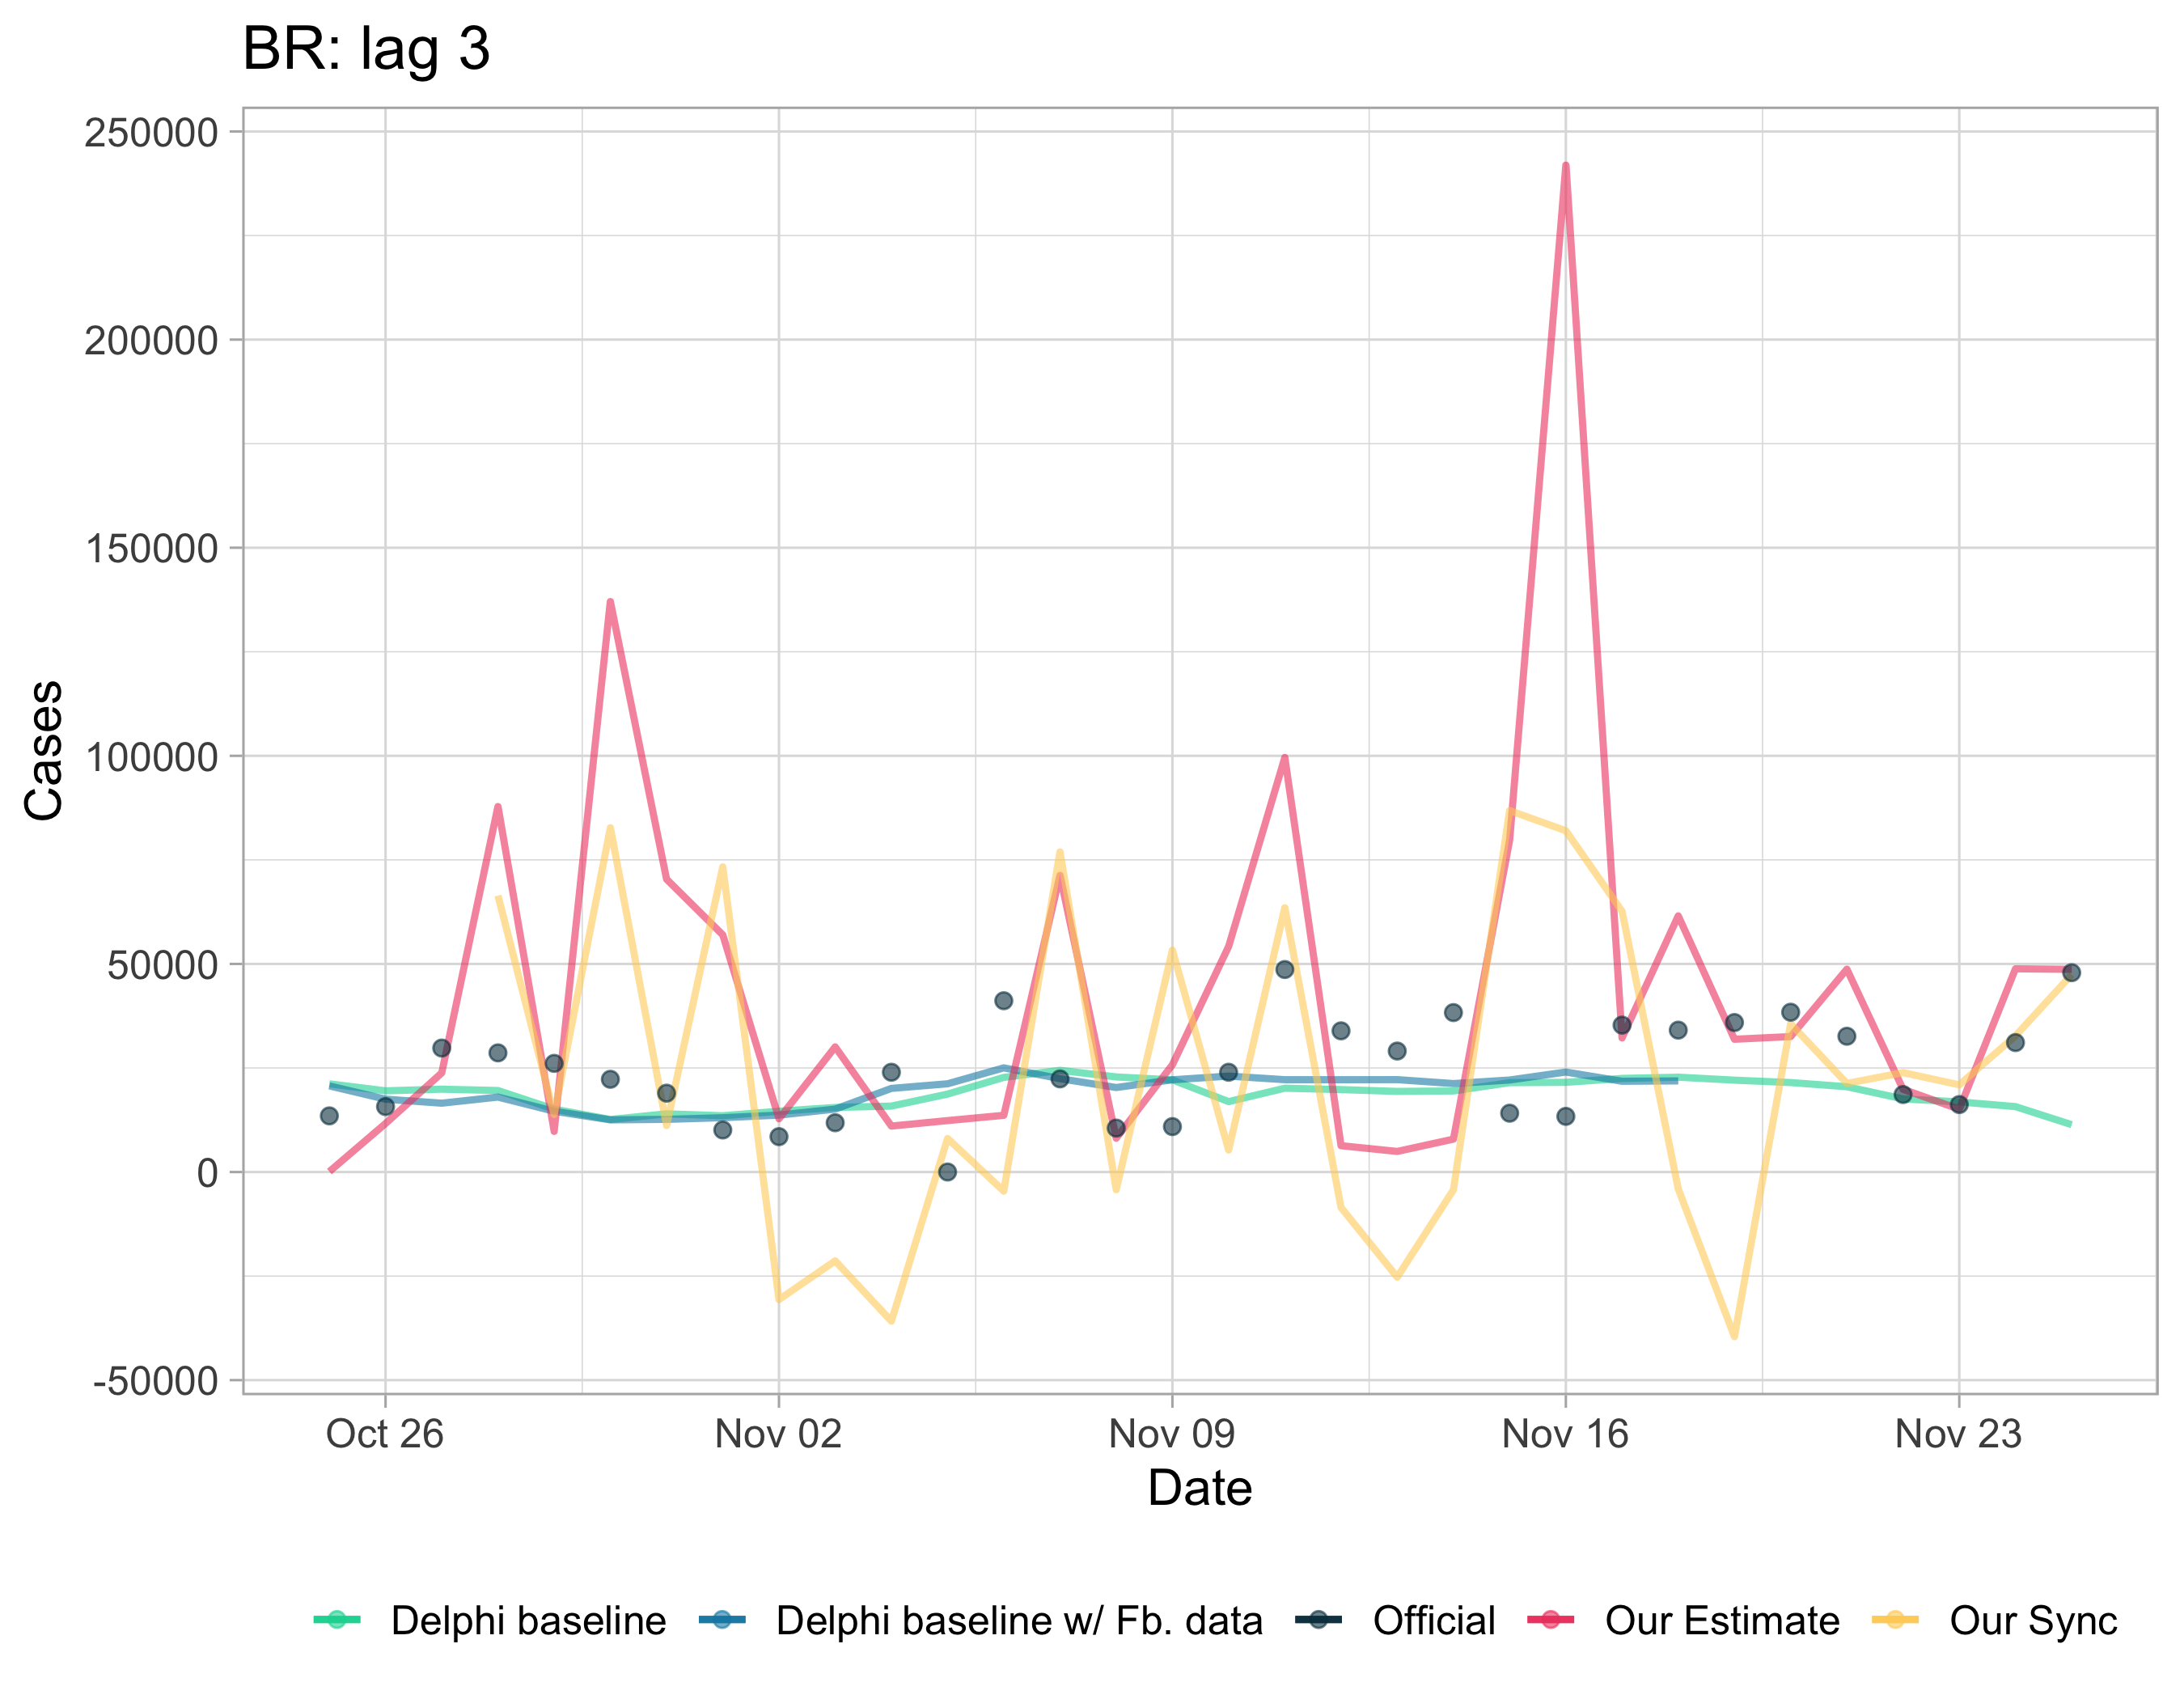 BR: lag 3
250000
200000
150000
100000
50000
0
-50000
Cases
Oct 26 Nov 02 Nov 09 Nov 16 Nov 23
Date
Delphi baseline Delphi baseline w/ Fb. data Official Our Estimate Our Sync